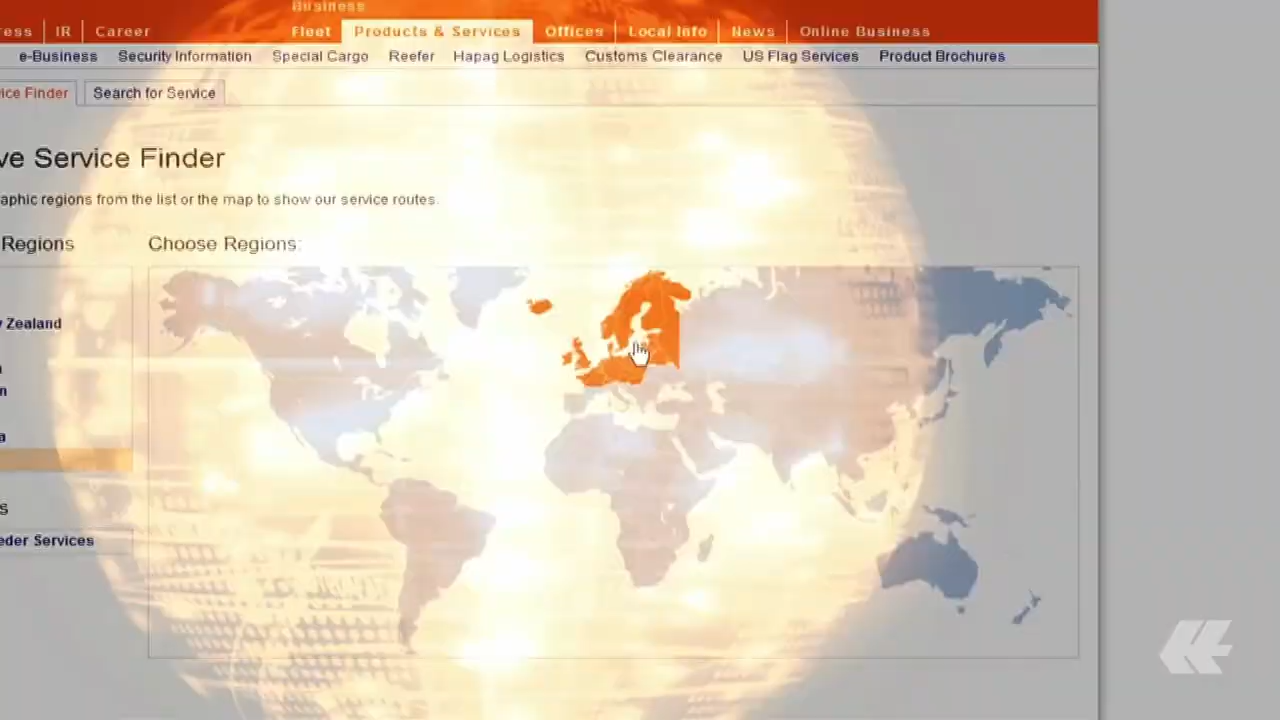 Business
ress IR Career Fleet Products & Services Offices Local Info News Online Business
e-Business Security Information Special Cargo Reefer Hapag Logistics Customs Clearance US Flag Services Product Brochures
ice Finder Search for Service
ve Service Finder
aphic regions from the list or the map to show our service routes.
Regions Choose Regions:
Zealand
n
a
s
eder Services